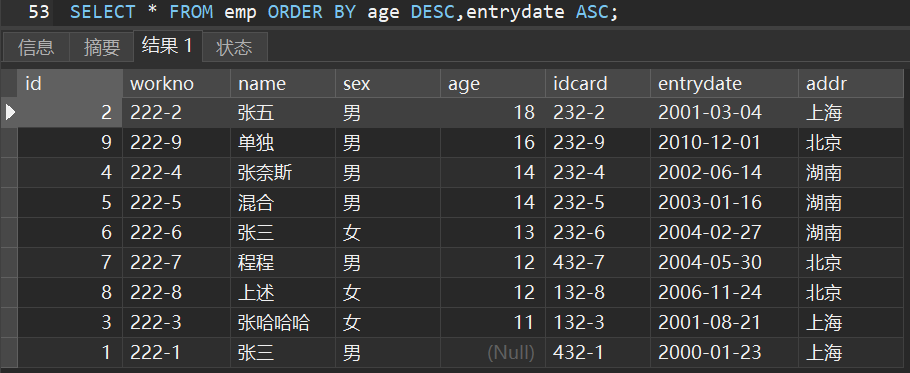 53 SELECT * FROM emp ORDER BY age DESC,entrydate ASC;
信息 摘要 结果 1 状态
id workno name sex age idcard entrydate addr
2 222-2 张五 男 18 232-2 2001-03-04 上海
9 222-9 单独 男 16 232-9 2010-12-01 北京
4 222-4 张奈斯 男 14 232-4 2002-06-14 湖南
5 222-5 混合 男 14 232-5 2003-01-16 湖南
6 222-6 张三 女 13 232-6 2004-02-27 湖南
7 222-7 程程 男 12 432-7 2004-05-30 北京
8 222-8 上述 女 12 132-8 2006-11-24 北京
3 222-3 张哈哈哈 女 11 132-3 2001-08-21 上海
1 222-1 张三 男 (Null) 432-1 2000-01-23 上海